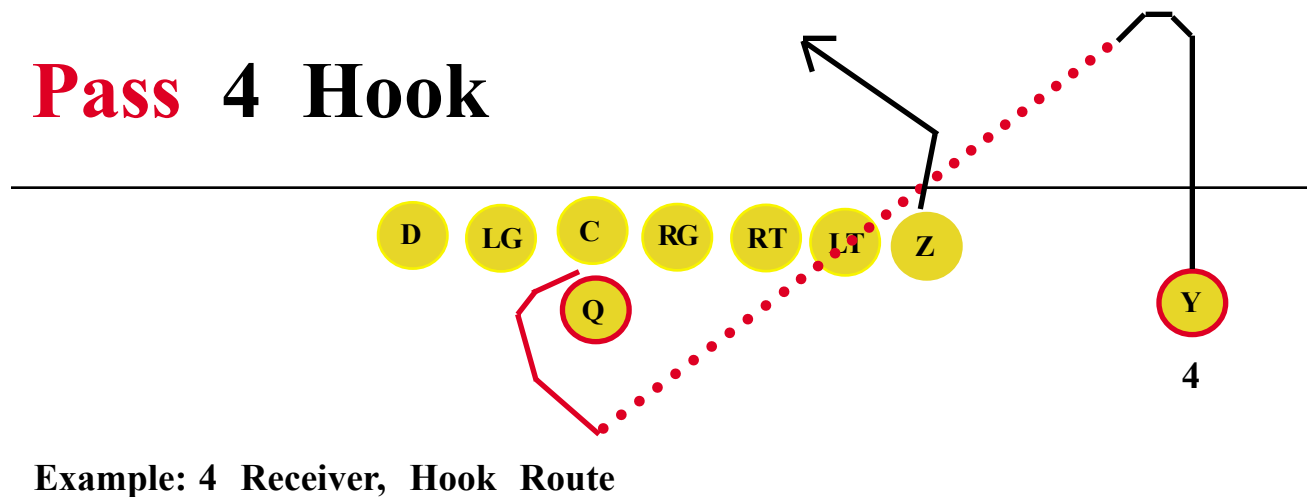 Pass 4 Hook
D LG C RG RT LT Z
Q Y
4
Example: 4 Receiver, Hook Route